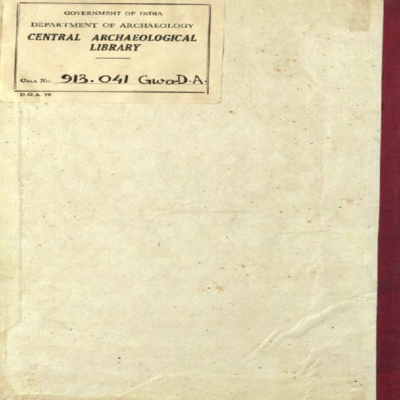 GOVERNMENT OF INDIA
DEPARTMENT OF ARCHAEOLOGY
CENTRAL ARCHAEOLOGICAL
LIBRARY
CALL No. 913.041 Gwa-D.A.
D.G.A. 79